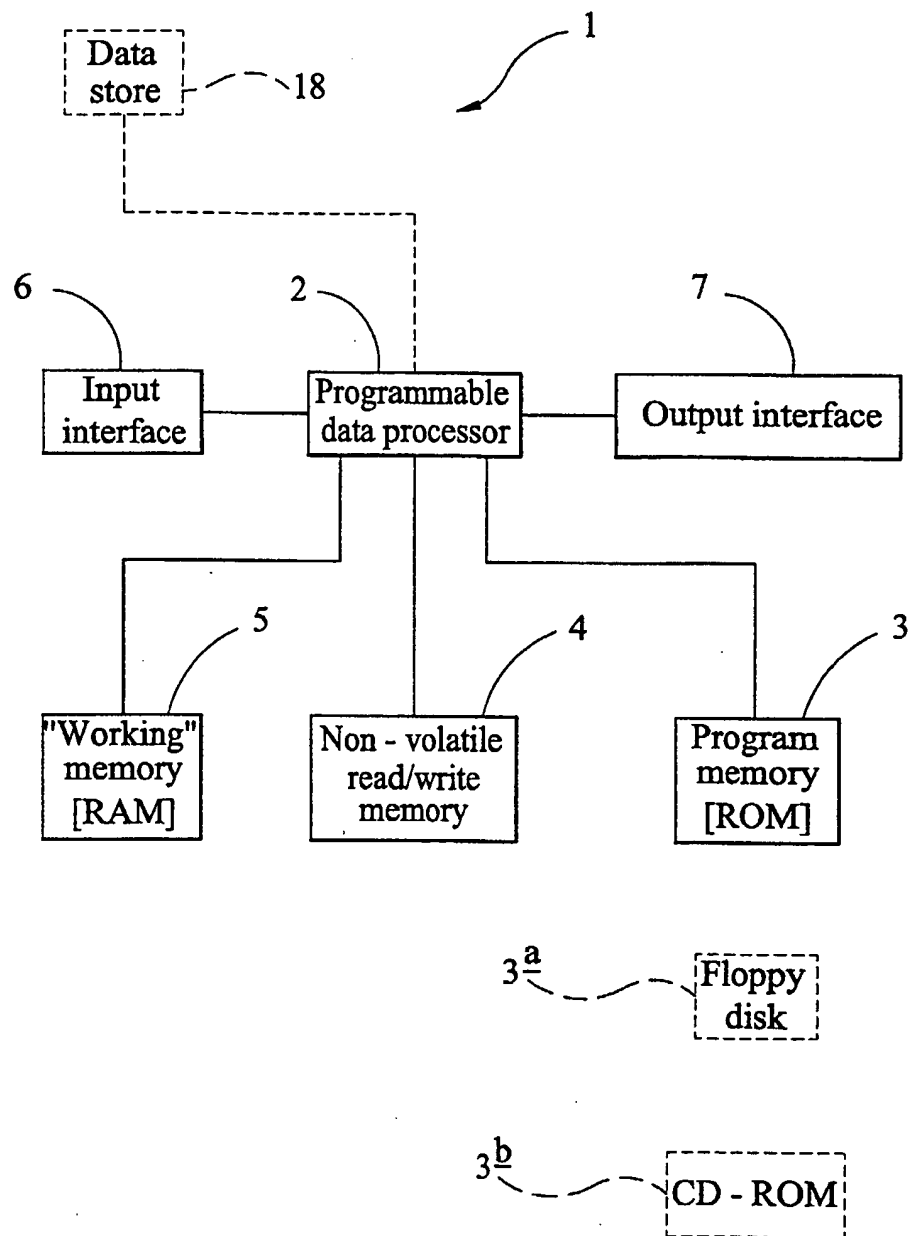 1
Data
store
18
6
2
7
Input
interface
Programmable
data processor
Output interface
5
4
3
"Working"
memory
[RAM]
Non - volatile
read/write
memory
Program
memory
[ROM]
3a
Floppy
disk
3b
CD - ROM